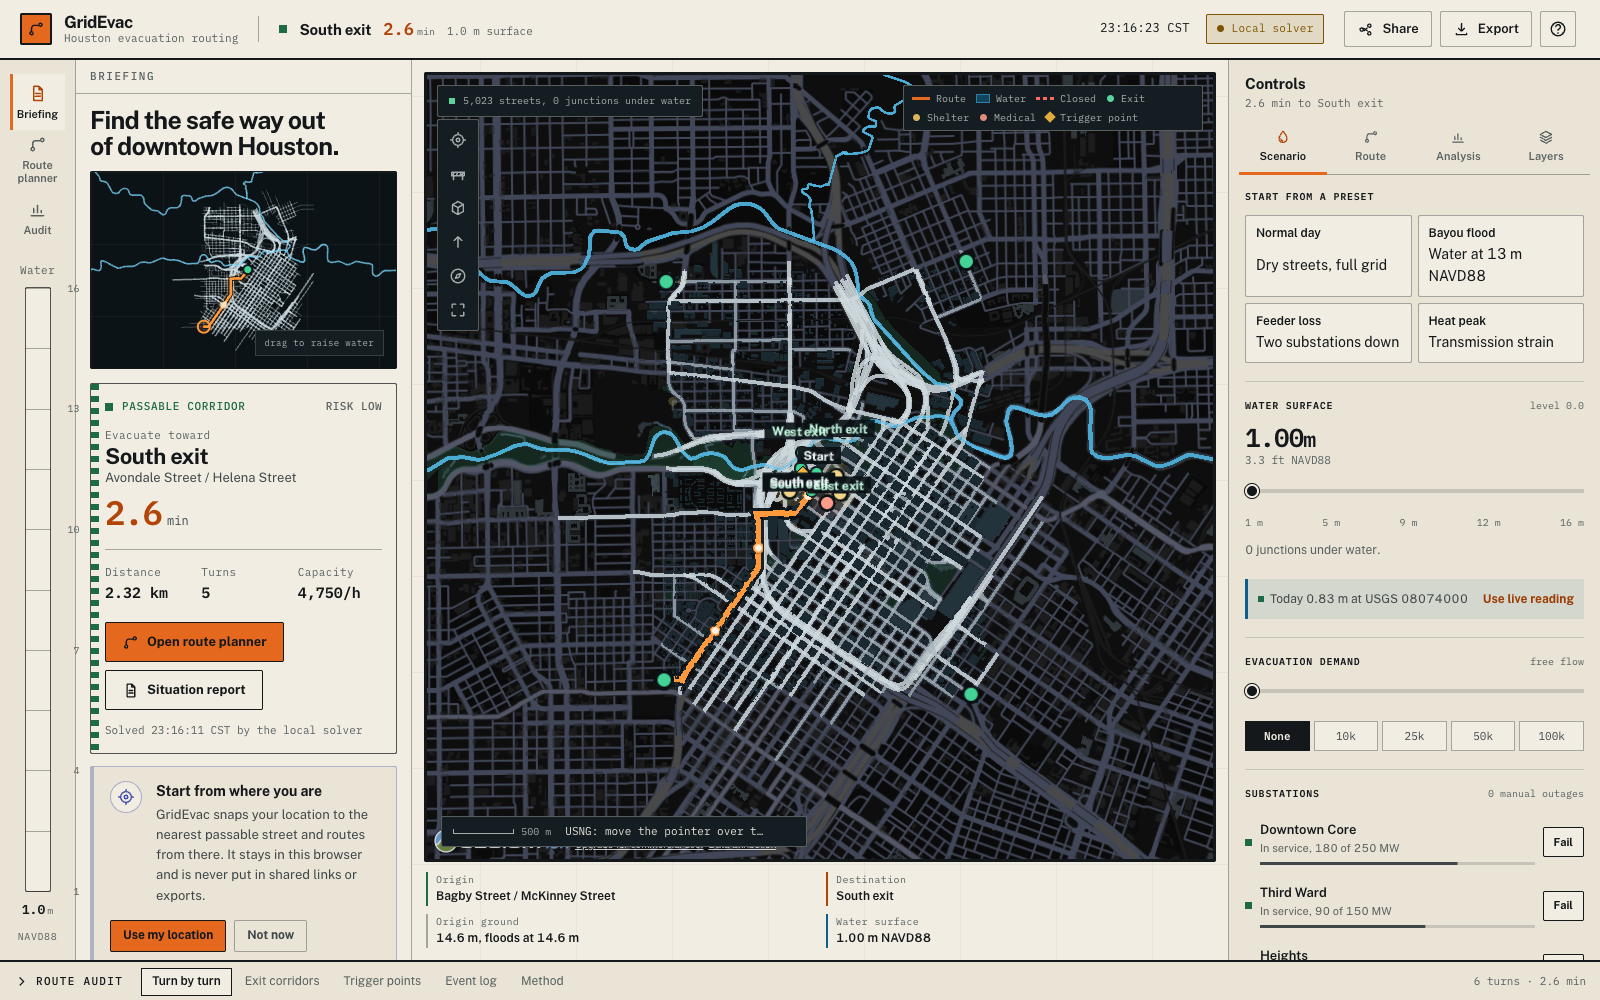 GridEvac
Houston evacuation routing
South exit 2.6 min 1.0 m surface
23:16:23 CST
Local solver
Share
Export
Briefing
Route planner
Audit
Water
16
13
10
7
4
1
1.0 m
NAVD88
BRIEFING
Find the safe way out
of downtown Houston.
drag to raise water
PASSABLE CORRIDOR RISK LOW
Evacuate toward
South exit
Avondale Street / Helena Street
2.6 min
Distance Turns Capacity
2.32 km 5 4,750/h
Open route planner
Situation report
Solved 23:16:11 CST by the local solver
Start from where you are
GridEvac snaps your location to the
nearest passable street and routes
from there. It stays in this browser
and is never put in shared links or
exports.
Use my location Not now
5,023 streets, 0 junctions under water
Route Water Closed Exit
Shelter Medical Trigger point
West exit
North exit
Start
South exit
East exit
500 m USNG: move the pointer over t…
Origin
Bagby Street / McKinney Street
Destination
South exit
Origin ground
14.6 m, floods at 14.6 m
Water surface
1.00 m NAVD88
Controls
2.6 min to South exit
Scenario Route Analysis Layers
START FROM A PRESET
Normal day
Dry streets, full grid
Bayou flood
Water at 13 m
NAVD88
Feeder loss
Two substations down
Heat peak
Transmission strain
WATER SURFACE level 0.0
1.00m
3.3 ft NAVD88
1 m 5 m 9 m 12 m 16 m
0 junctions under water.
Today 0.83 m at USGS 08074000 Use live reading
EVACUATION DEMAND free flow
None 10k 25k 50k 100k
SUBSTATIONS 0 manual outages
Downtown Core
In service, 180 of 250 MW
Fail
Third Ward
In service, 90 of 150 MW
Fail
Heights
ROUTE AUDIT Turn by turn Exit corridors Trigger points Event log Method
6 turns · 2.6 min